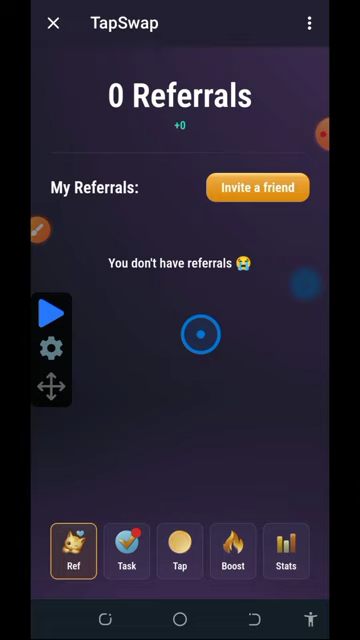 TapSwap
0 Referrals
+0
My Referrals:
Invite a friend
You don't have referrals 😭
Ref
Task
Tap
Boost
Stats